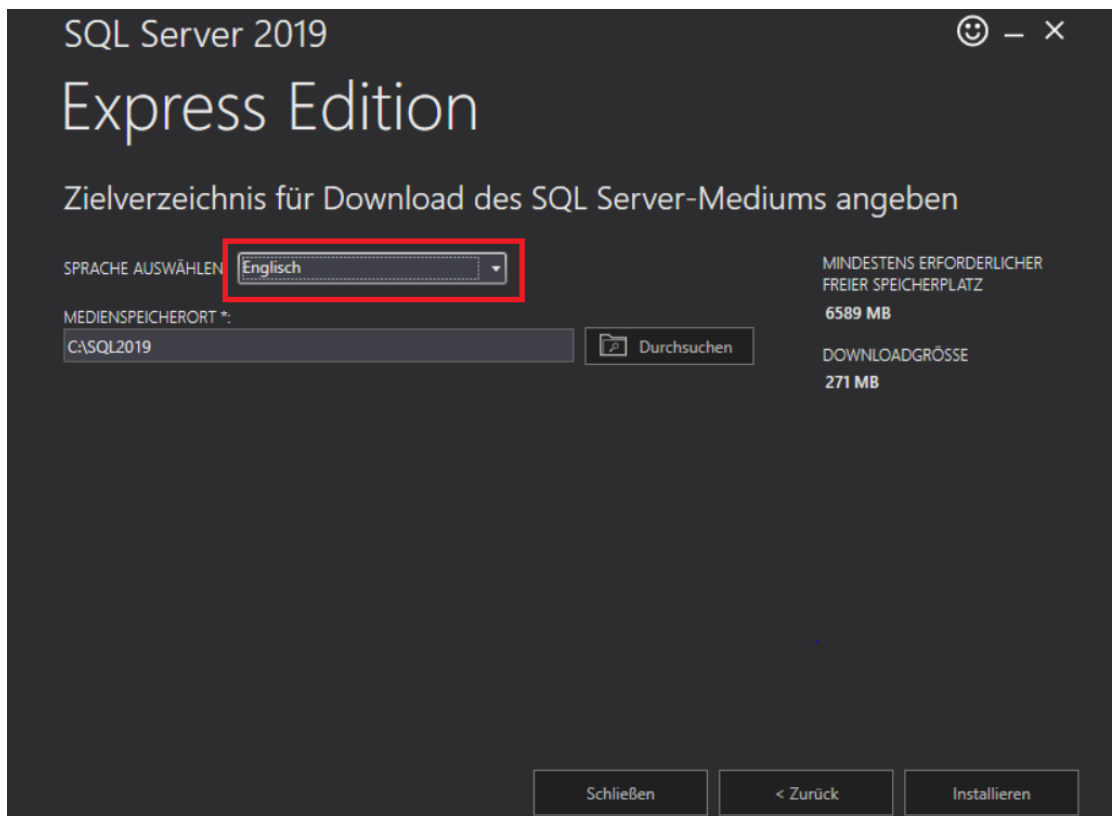 SQL Server 2019
Express Edition
Zielverzeichnis für Download des SQL Server-Mediums angeben
SPRACHE AUSWÄHLEN
Englisch
MEDIENSPEICHERORT *:
C:\SQL2019
Durchsuchen
MINDESTENS ERFORDERLICHER
FREIER SPEICHERPLATZ
6589 MB
DOWNLOADGRÖSSE
271 MB
Schließen
< Zurück
Installieren